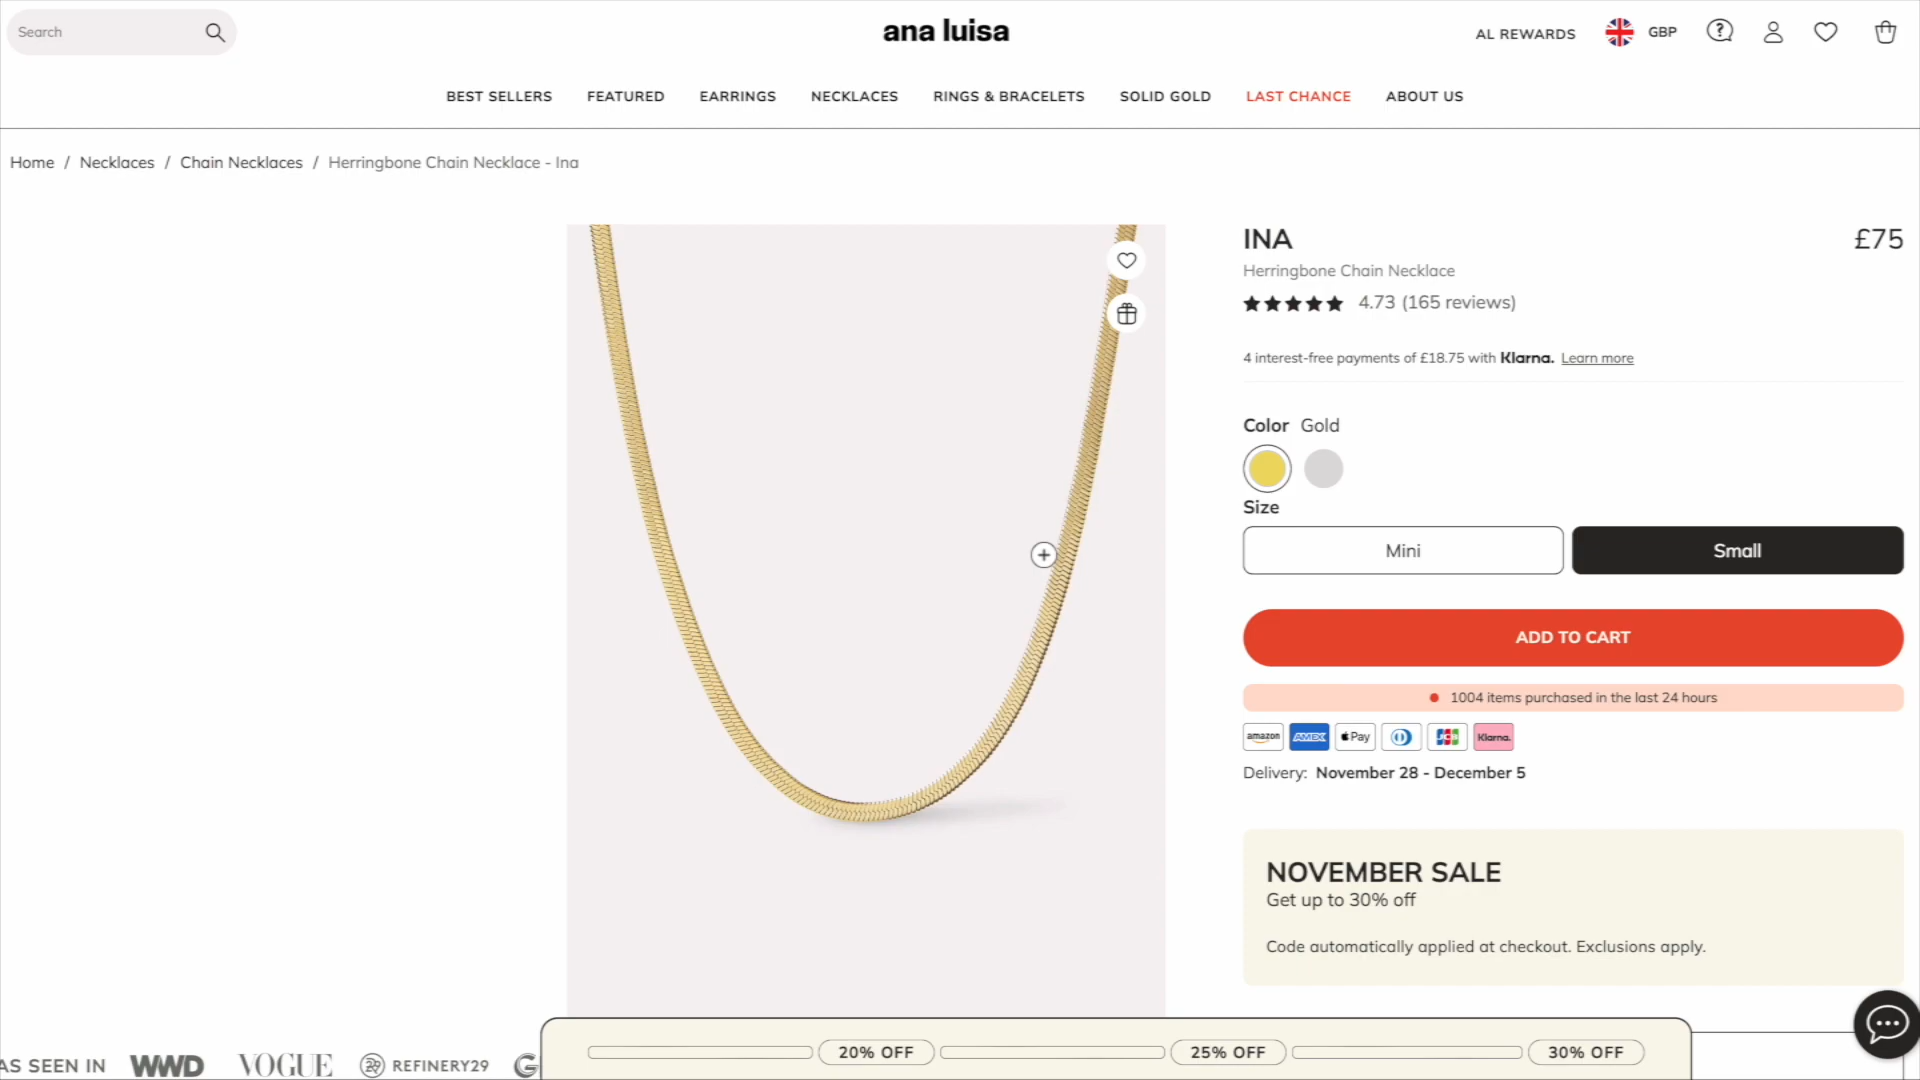 Search
ana luisa
AL REWARDS
GBP
BEST SELLERS
FEATURED
EARRINGS
NECKLACES
RINGS & BRACELETS
SOLID GOLD
LAST CHANCE
ABOUT US
Home / Necklaces / Chain Necklaces / Herringbone Chain Necklace - Ina
INA
£75
Herringbone Chain Necklace
4.73 (165 reviews)
4 interest-free payments of £18.75 with Klarna. Learn more
Color Gold
Size
Mini
Small
ADD TO CART
1004 items purchased in the last 24 hours
amazon
AMEX
Pay
JCB
Klarna.
Delivery: November 28 - December 5
NOVEMBER SALE
Get up to 30% off
Code automatically applied at checkout. Exclusions apply.
AS SEEN IN
WWD
VOGUE
R29 REFINERY29
G
20% OFF
25% OFF
30% OFF